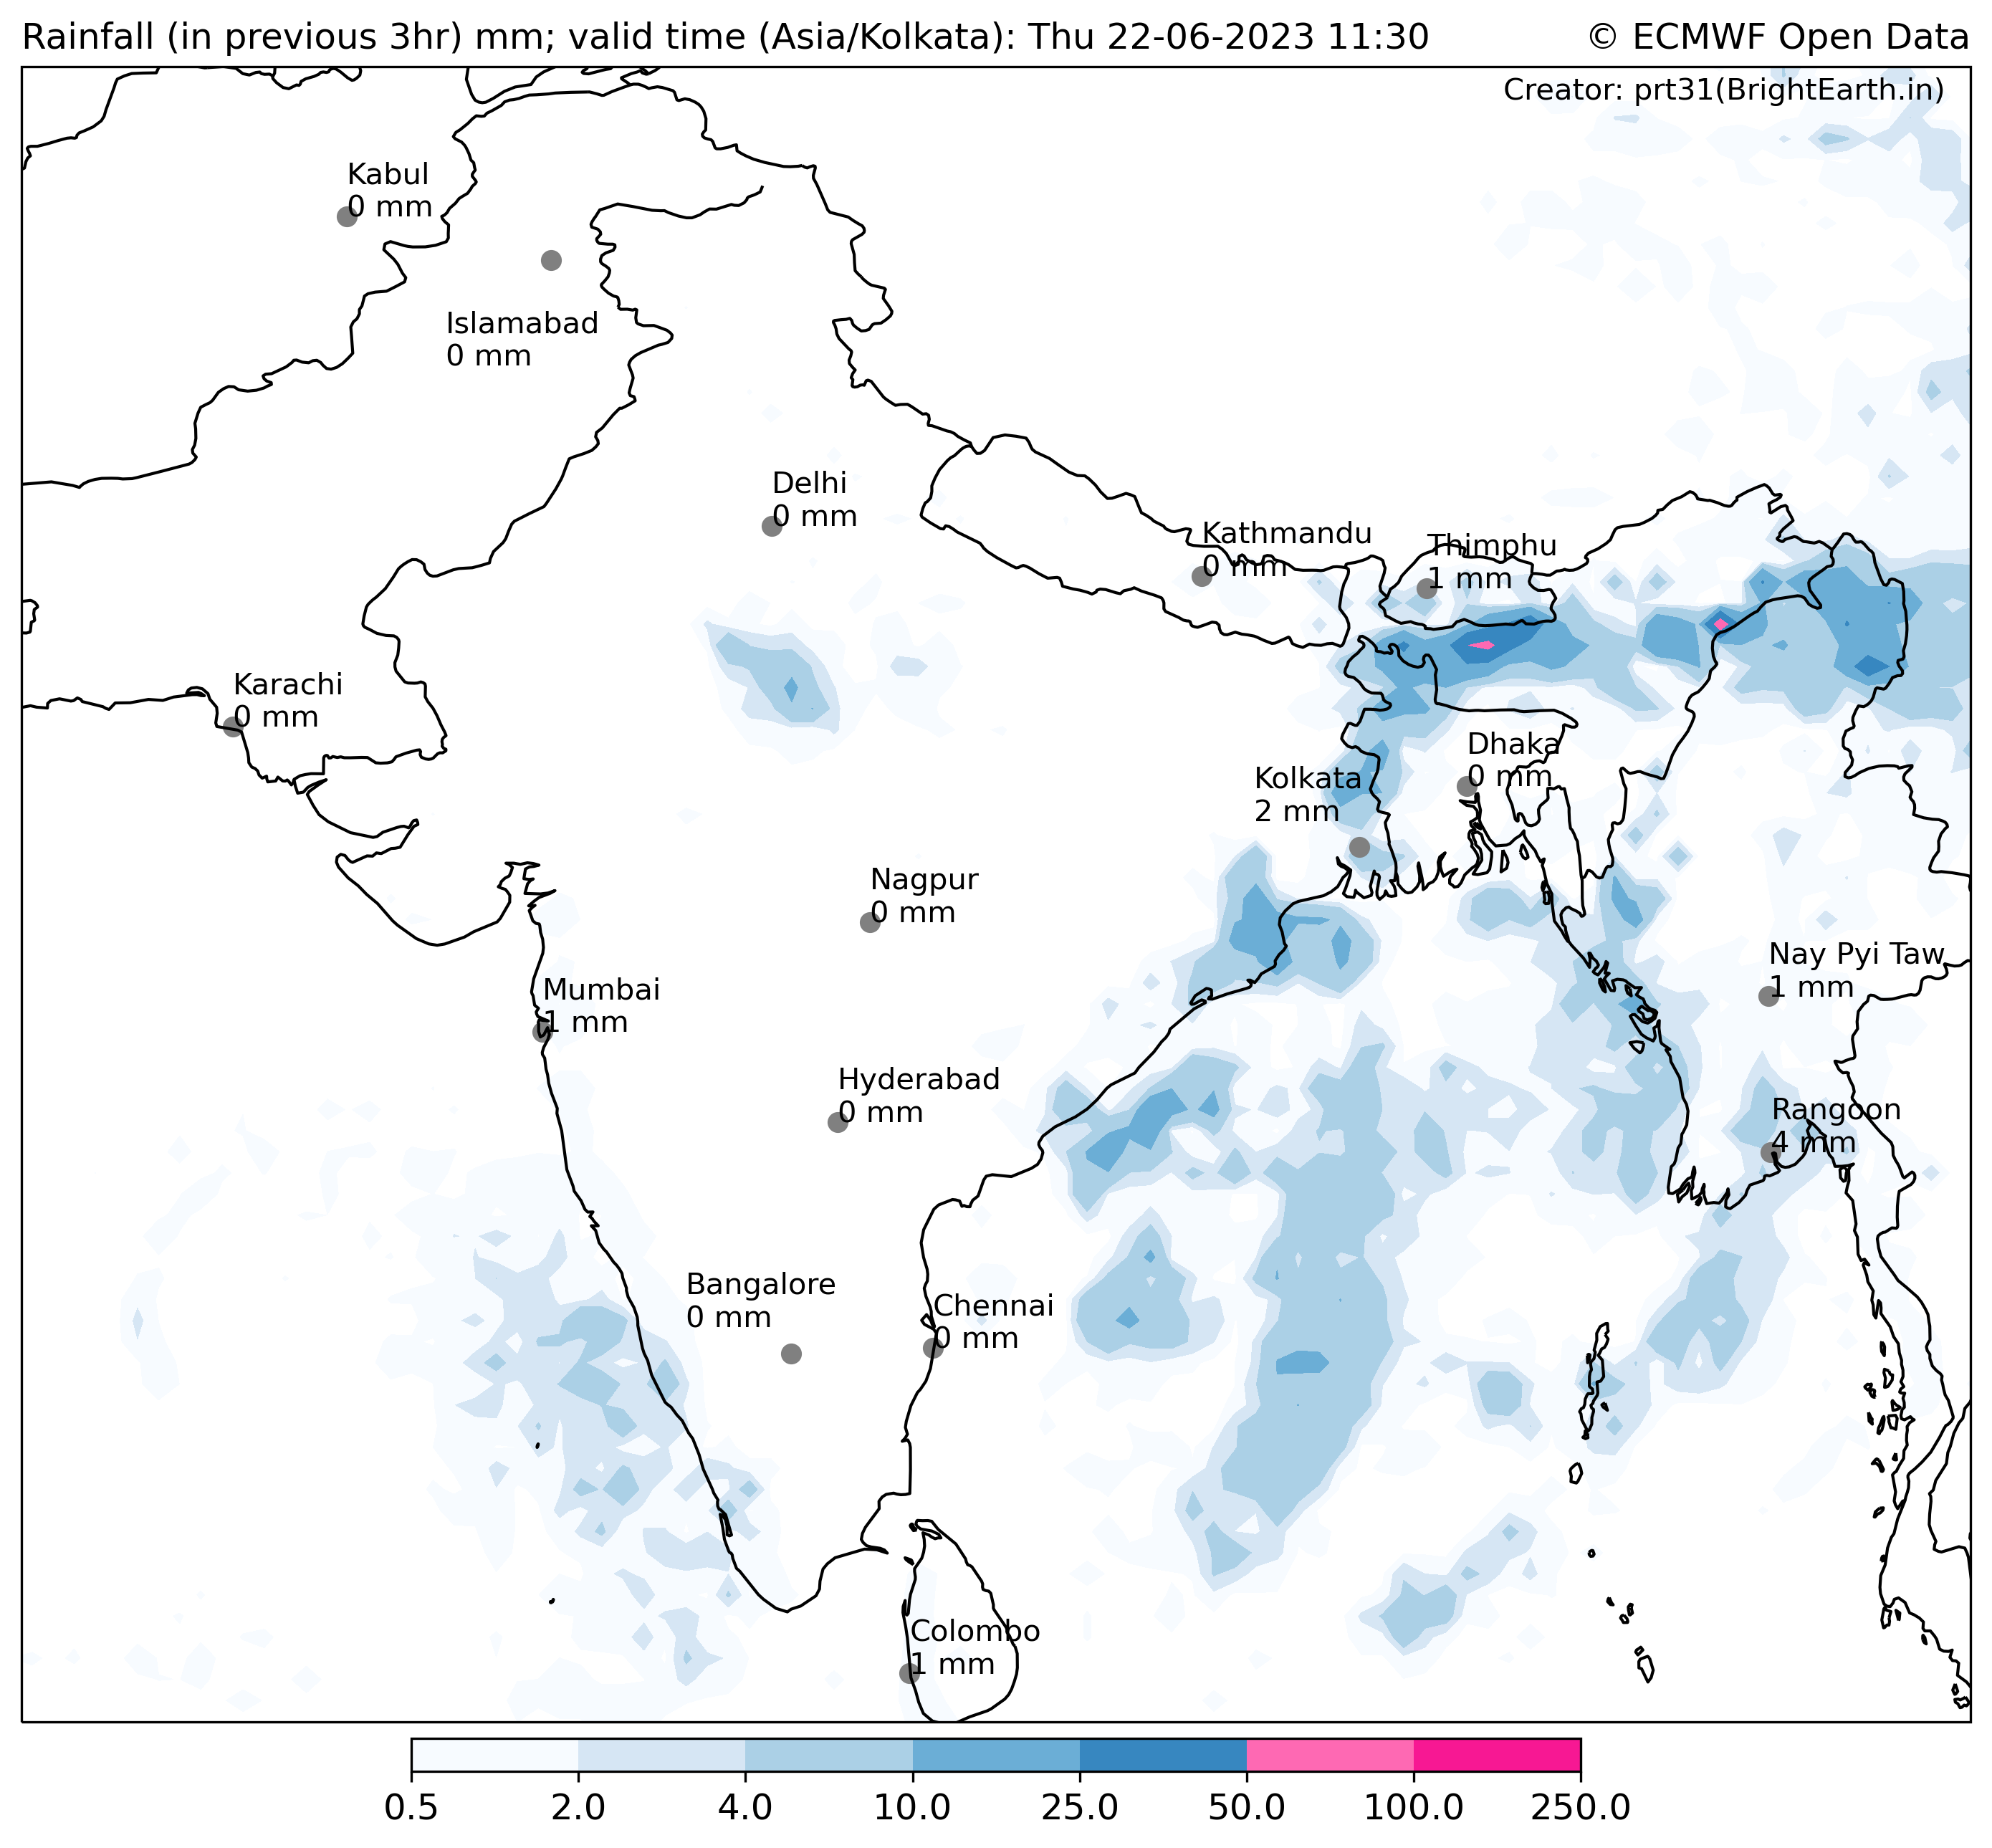 Rainfall (in previous 3hr) mm; valid time (Asia/Kolkata): Thu 22-06-2023 11:30
© ECMWF Open Data
Creator: prt31(BrightEarth.in)
Kabul
0 mm
Islamabad
0 mm
Delhi
0 mm
Kathmandu
0 mm
Thimphu
1 mm
Karachi
0 mm
Dhaka
0 mm
Kolkata
2 mm
Nagpur
0 mm
Nay Pyi Taw
1 mm
Mumbai
1 mm
Hyderabad
0 mm
Rangoon
4 mm
Bangalore
0 mm
Chennai
0 mm
Colombo
1 mm
0.5 2.0 4.0 10.0 25.0 50.0 100.0 250.0